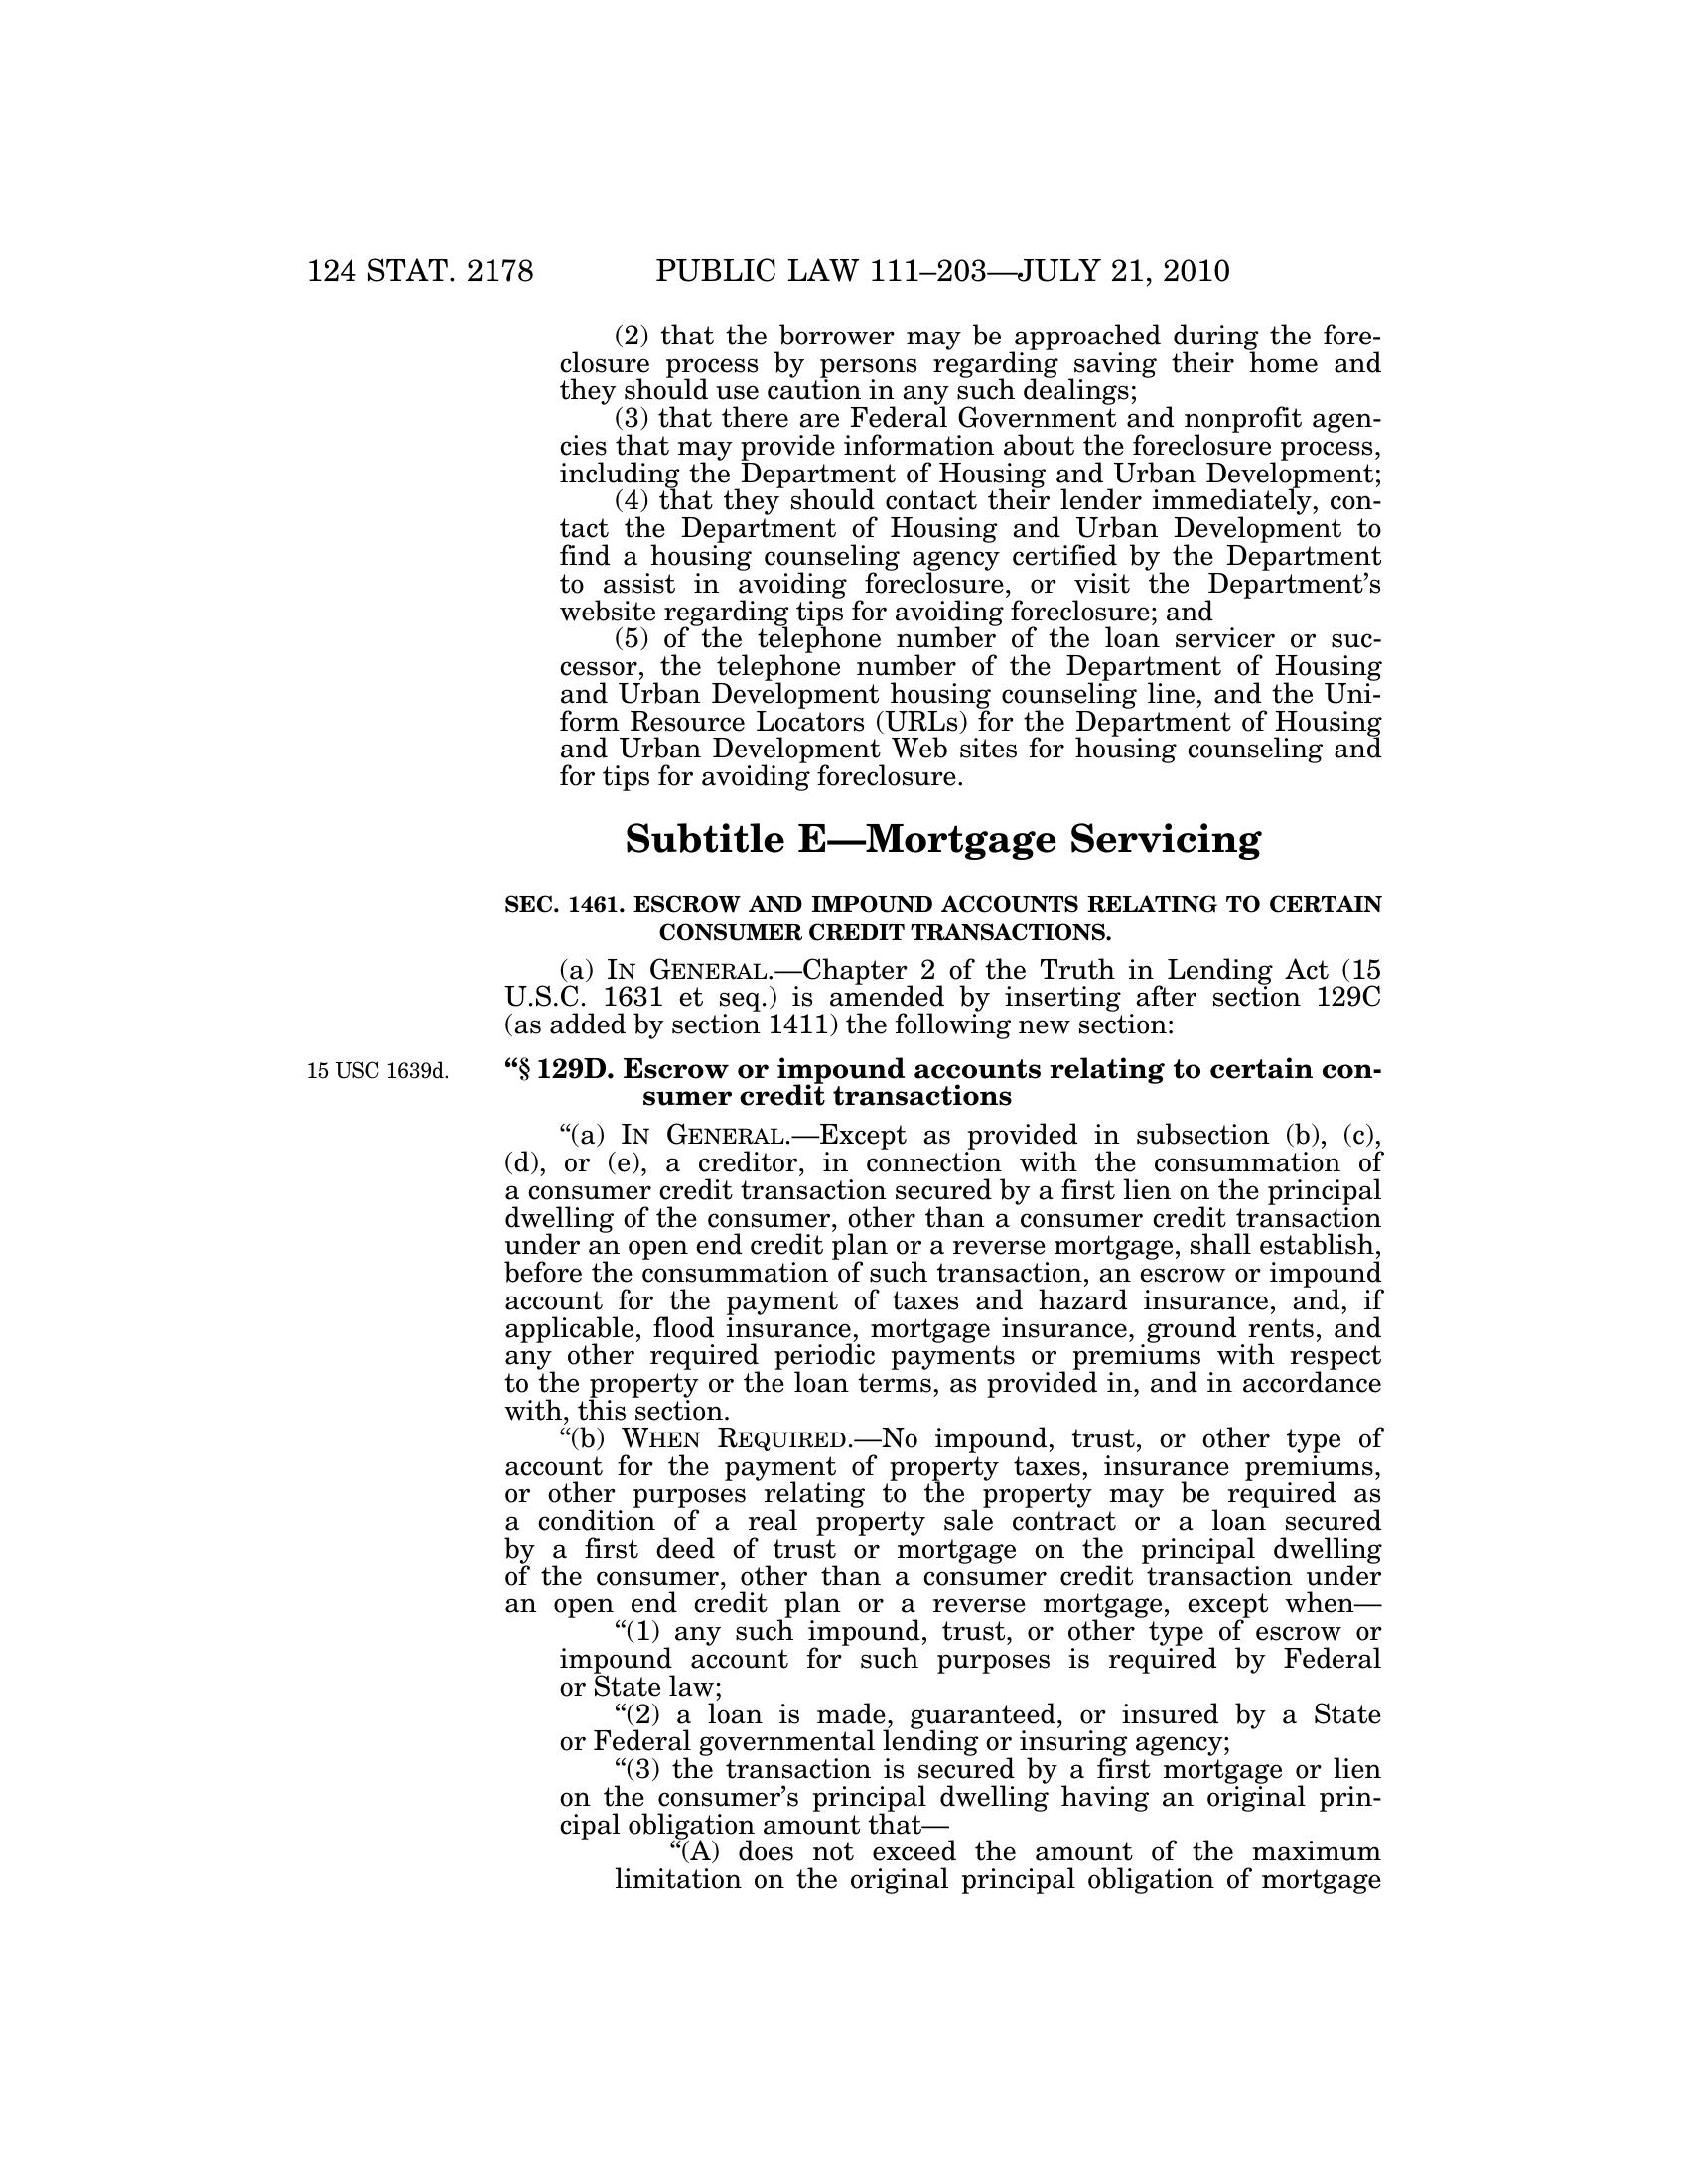 124 STAT. 2178 PUBLIC LAW 111–203—JULY 21, 2010
(2) that the borrower may be approached during the fore-
closure process by persons regarding saving their home and
they should use caution in any such dealings;
(3) that there are Federal Government and nonprofit agen-
cies that may provide information about the foreclosure process,
including the Department of Housing and Urban Development;
(4) that they should contact their lender immediately, con-
tact the Department of Housing and Urban Development to
find a housing counseling agency certified by the Department
to assist in avoiding foreclosure, or visit the Department’s
website regarding tips for avoiding foreclosure; and
(5) of the telephone number of the loan servicer or suc-
cessor, the telephone number of the Department of Housing
and Urban Development housing counseling line, and the Uni-
form Resource Locators (URLs) for the Department of Housing
and Urban Development Web sites for housing counseling and
for tips for avoiding foreclosure.
Subtitle E—Mortgage Servicing
SEC. 1461. ESCROW AND IMPOUND ACCOUNTS RELATING TO CERTAIN
CONSUMER CREDIT TRANSACTIONS.
(a) IN GENERAL.—Chapter 2 of the Truth in Lending Act (15
U.S.C. 1631 et seq.) is amended by inserting after section 129C
(as added by section 1411) the following new section:
15 USC 1639d. “§ 129D. Escrow or impound accounts relating to certain con-
sumer credit transactions
“(a) IN GENERAL.—Except as provided in subsection (b), (c),
(d), or (e), a creditor, in connection with the consummation of
a consumer credit transaction secured by a first lien on the principal
dwelling of the consumer, other than a consumer credit transaction
under an open end credit plan or a reverse mortgage, shall establish,
before the consummation of such transaction, an escrow or impound
account for the payment of taxes and hazard insurance, and, if
applicable, flood insurance, mortgage insurance, ground rents, and
any other required periodic payments or premiums with respect
to the property or the loan terms, as provided in, and in accordance
with, this section.
“(b) WHEN REQUIRED.—No impound, trust, or other type of
account for the payment of property taxes, insurance premiums,
or other purposes relating to the property may be required as
a condition of a real property sale contract or a loan secured
by a first deed of trust or mortgage on the principal dwelling
of the consumer, other than a consumer credit transaction under
an open end credit plan or a reverse mortgage, except when—
“(1) any such impound, trust, or other type of escrow or
impound account for such purposes is required by Federal
or State law;
“(2) a loan is made, guaranteed, or insured by a State
or Federal governmental lending or insuring agency;
“(3) the transaction is secured by a first mortgage or lien
on the consumer’s principal dwelling having an original prin-
cipal obligation amount that—
“(A) does not exceed the amount of the maximum
limitation on the original principal obligation of mortgage